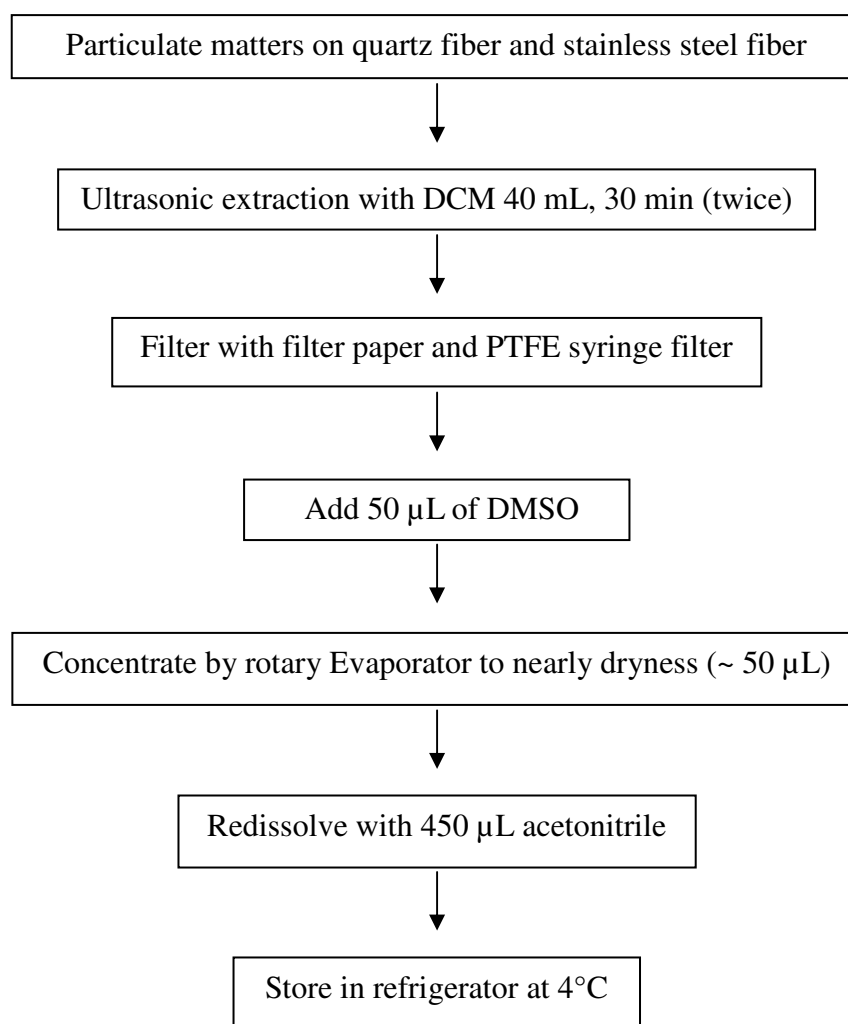 Particulate matters on quartz fiber and stainless steel fiber
Ultrasonic extraction with DCM 40 mL, 30 min (twice)
Filter with filter paper and PTFE syringe filter
Add 50 µL of DMSO
Concentrate by rotary Evaporator to nearly dryness (~ 50 µL)
Redissolve with 450 µL acetonitrile
Store in refrigerator at 4°C